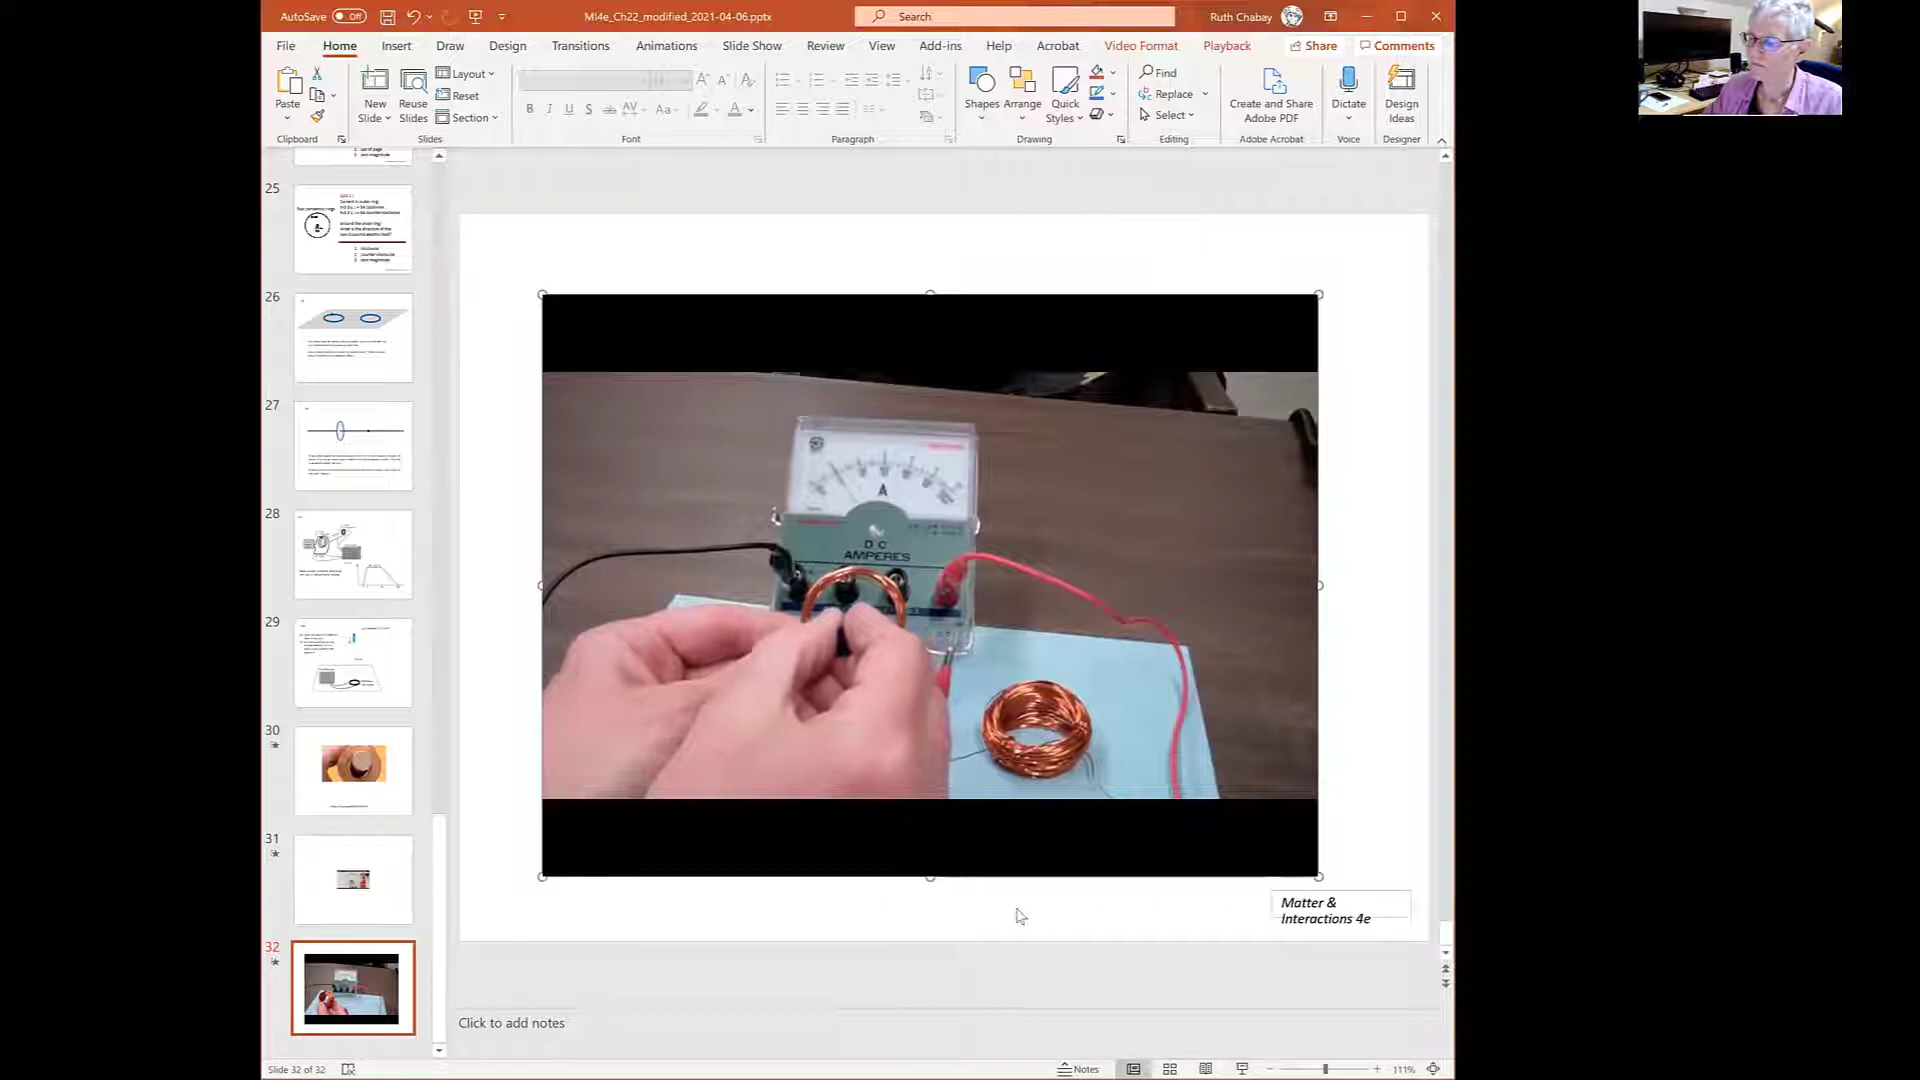 AutoSave Off
MI4e_Ch22_modified_2021-04-06.pptx
Search
Ruth Chabay
File Home Insert Draw Design Transitions Animations Slide Show Review View Add-ins Help Acrobat Video Format Playback Share Comments
Paste
New Slide
Reuse Slides
Layout
Reset
Section
B I U S AV Aa A
Shapes
Arrange
Quick Styles
Find
Replace
Select
Create and Share Adobe PDF
Dictate
Design Ideas
Clipboard Slides Font Paragraph Drawing Editing Adobe Acrobat Voice Designer
25
26
27
28
29
30
31
32
A
DC
AMPERES
Matter &
Interactions 4e
Click to add notes
Slide 32 of 32
Notes
111%